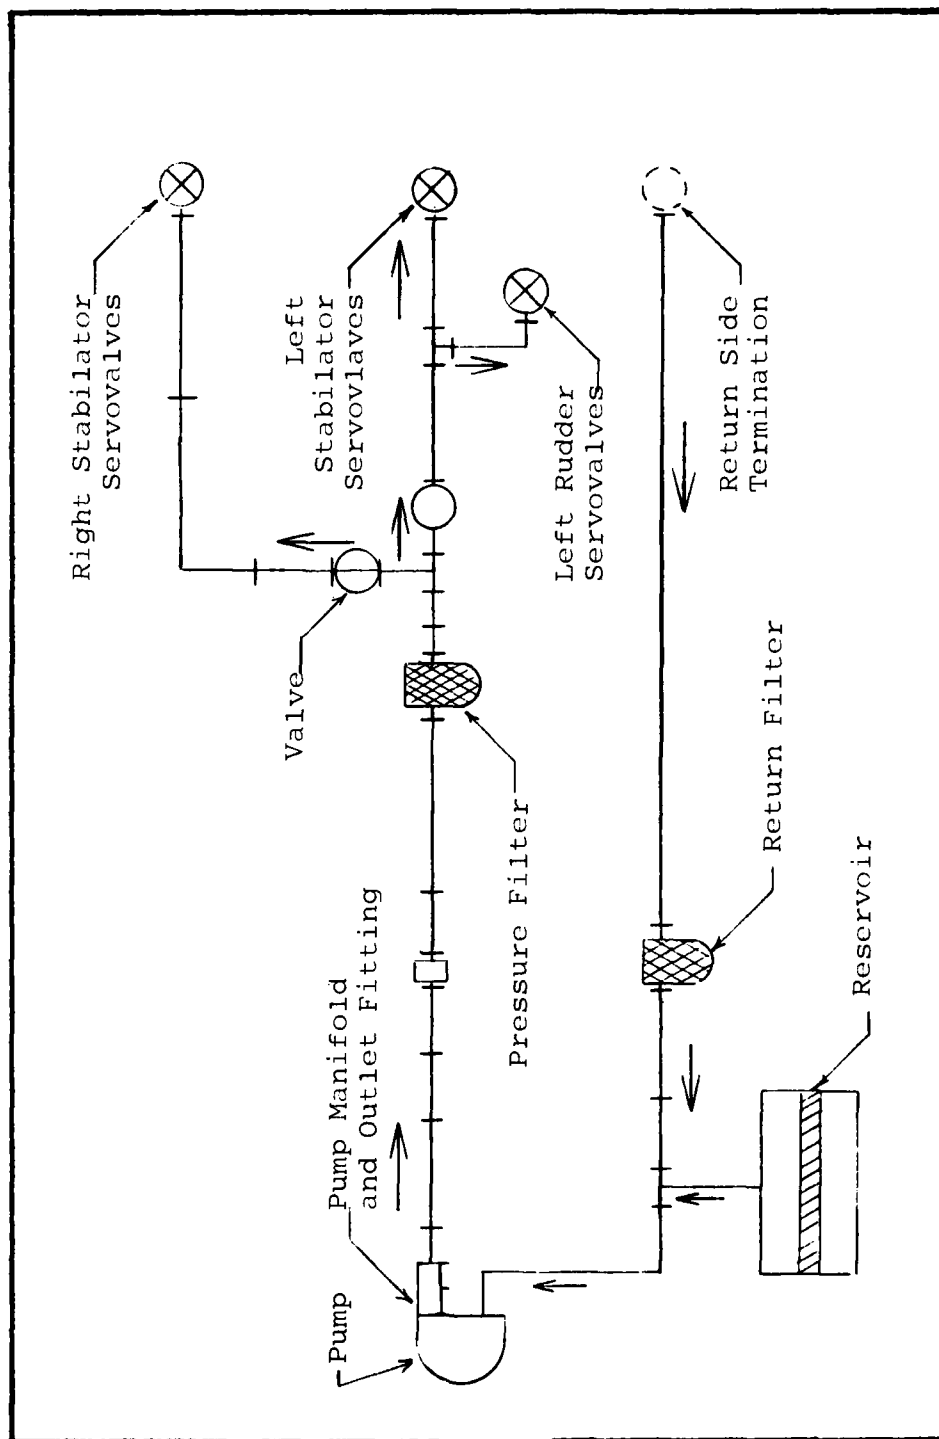 Right Stabilator
Servovalves
Left
Stabilator
Servovlaves
Left Rudder
Servovalves
Return Side
Termination
Valve
Pressure Filter
Return Filter
Pump Manifold
and Outlet Fitting
Pump
Reservoir